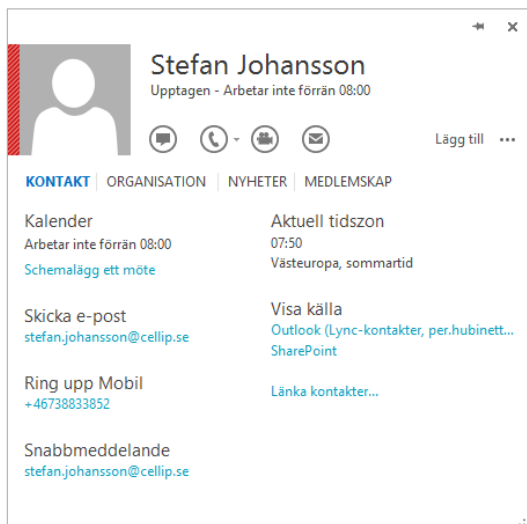 Stefan Johansson
Upptagen - Arbetar inte förrän 08:00
Lägg till
KONTAKT ORGANISATION NYHETER MEDLEMSKAP
Kalender
Arbetar inte förrän 08:00
Schemalägg ett möte
Skicka e-post
stefan.johansson@cellip.se
Ring upp Mobil
+46738833852
Snabbmeddelande
stefan.johansson@cellip.se
Aktuell tidszon
07:50
Västeuropa, sommartid
Visa källa
Outlook (Lync-kontakter, per.hubinett...
SharePoint
Länka kontakter...